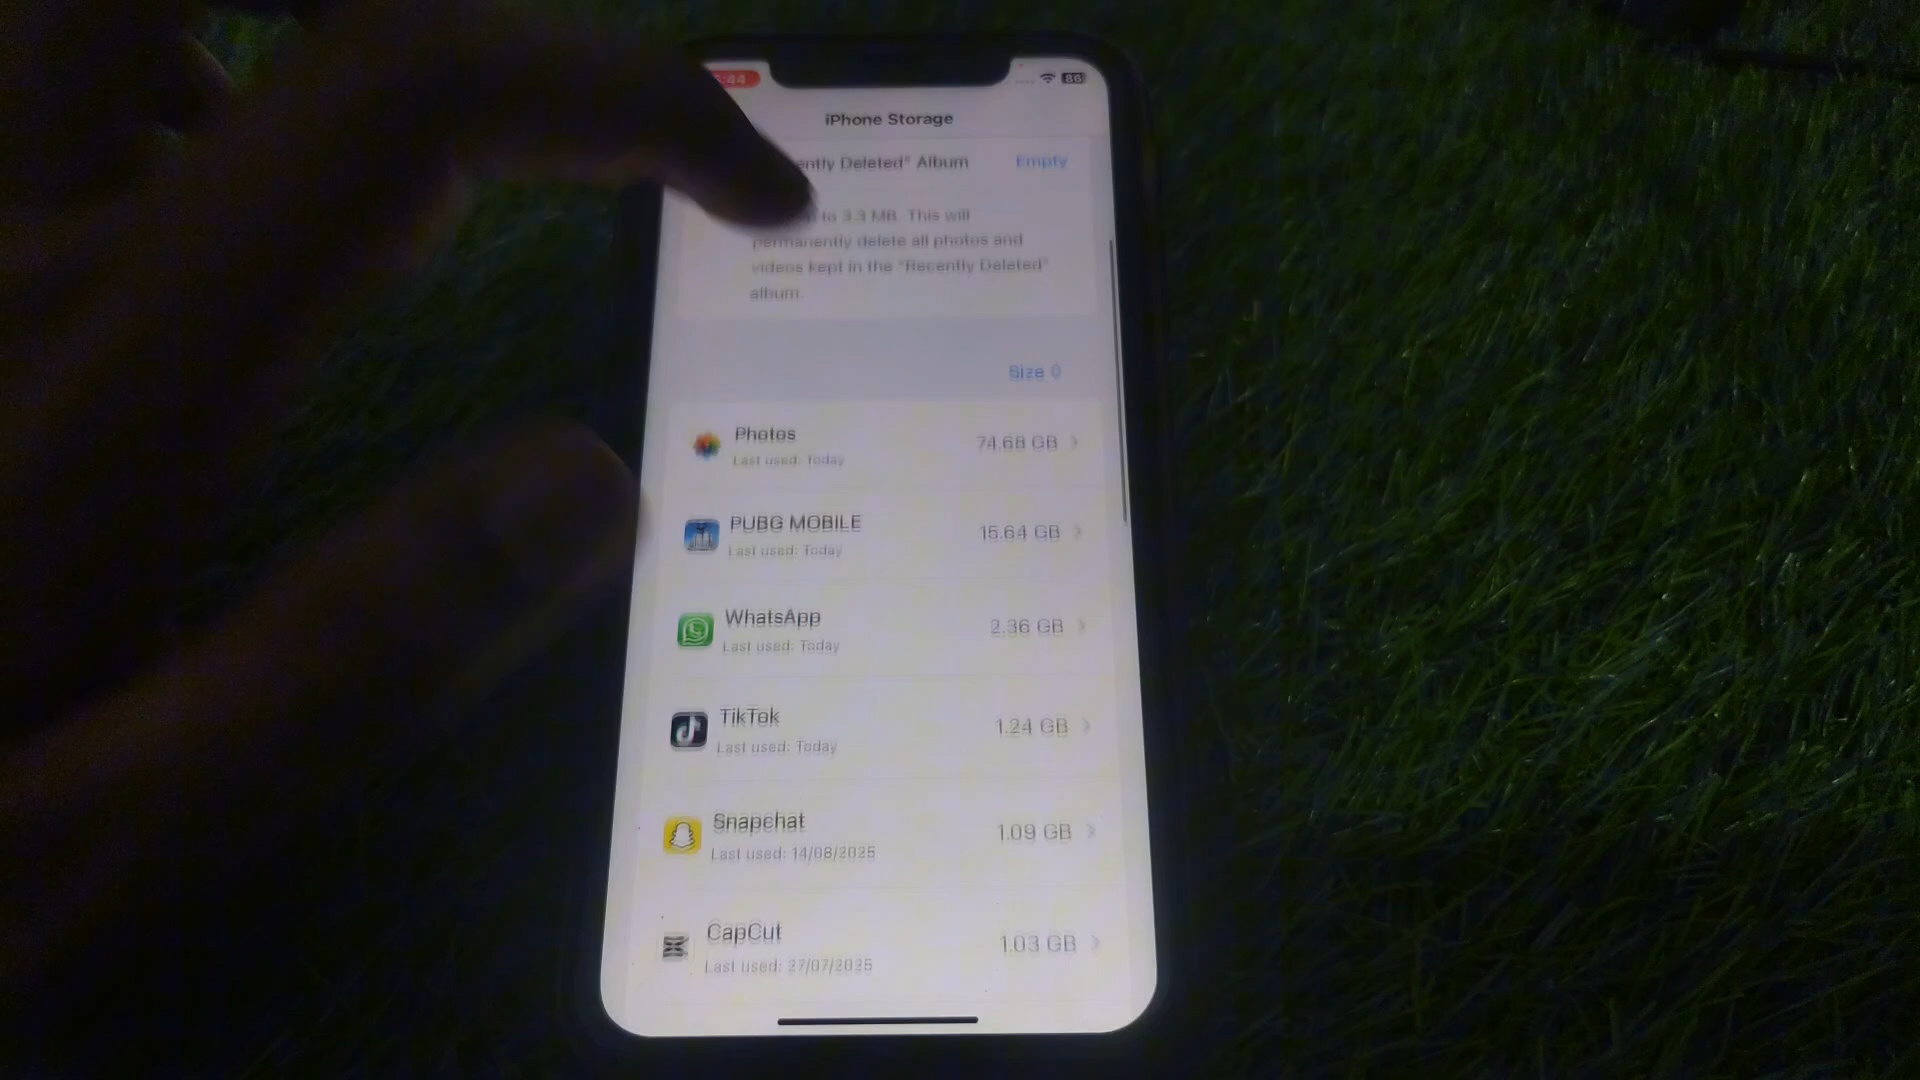 :44
86
iPhone Storage
ently Deleted" Album
Empty
to 3.3 MB. This will
permanently delete all photos and
videos kept in the "Recently Deleted"
album.
Size
Photos
74.68 GB
Last used: Today
PUBG MOBILE
15.64 GB
Last used: Today
WhatsApp
2.36 GB
Last used: Today
TikTok
1.24 GB
Last used: Today
Snapchat
1.09 GB
Last used: 14/08/2025
CapCut
1.03 GB
Last used: 27/07/2025